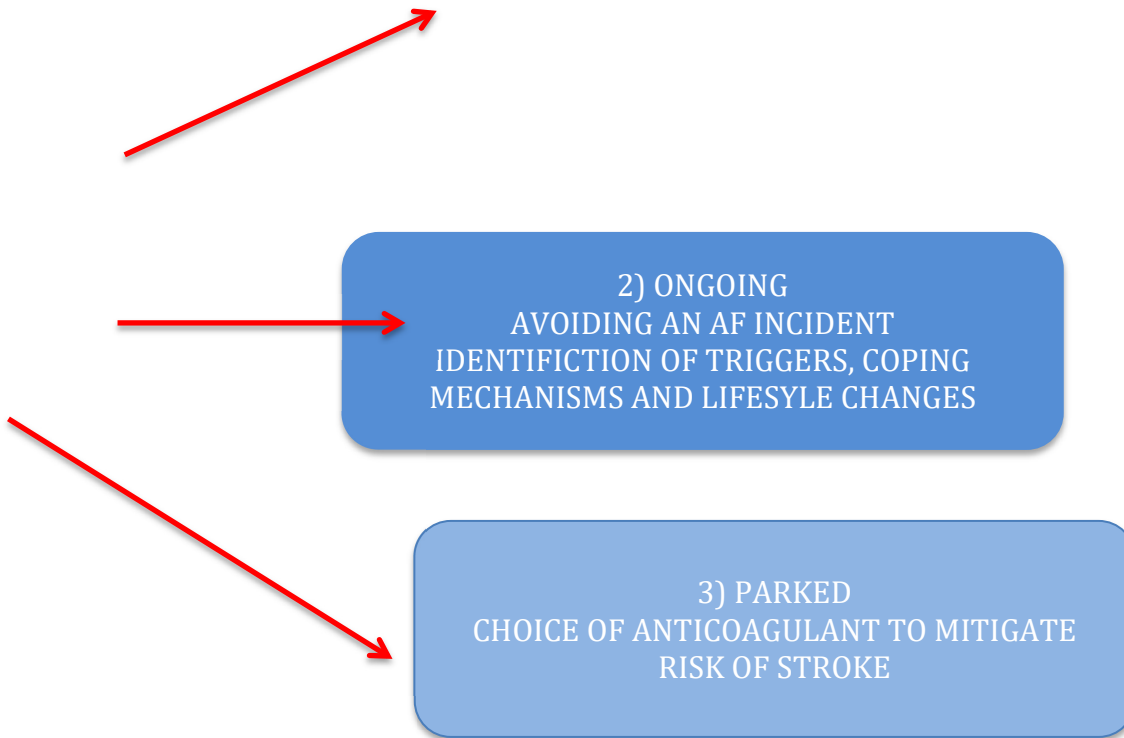 2) ONGOING
AVOIDING AN AF INCIDENT
IDENTIFICTION OF TRIGGERS, COPING
MECHANISMS AND LIFESYLE CHANGES
3) PARKED
CHOICE OF ANTICOAGULANT TO MITIGATE
RISK OF STROKE